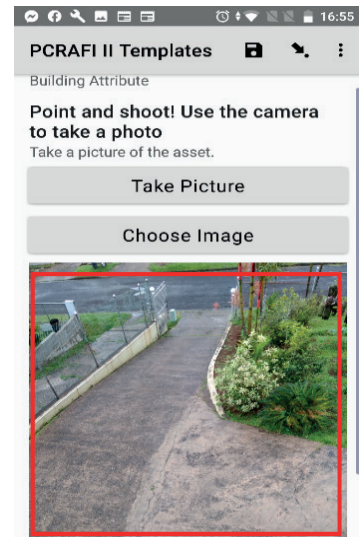 16:55
PCRAFI II Templates
Building Attribute
Point and shoot! Use the camera
to take a photo
Take a picture of the asset.
Take Picture
Choose Image